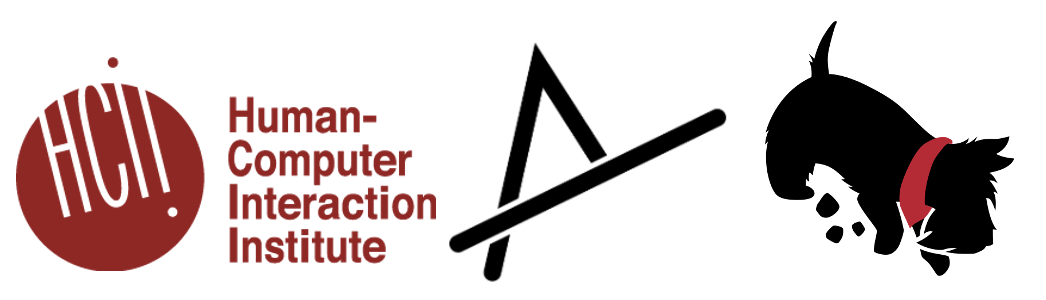 HCII
Human-
Computer
Interaction
Institute